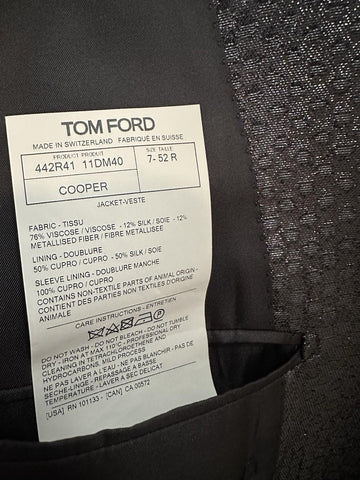 TOM FORD
MADE IN SWITZERLAND FABRIQUÉ EN SUISSE
PRODUCT PRODUIT SIZE TAILLE
442R41 11DM40 7- 52 R
COOPER
JACKET-VESTE
FABRIC - TISSU
76% VISCOSE / VISCOSE - 12% SILK / SOIE - 12%
METALLISED FIBER / FIBRE METALLISEE
LINING - DOUBLURE
50% CUPRO / CUPRO - 50% SILK / SOIE
SLEEVE LINING - DOUBLURE MANCHE
100% CUPRO / CUPRO
CONTAINS NON-TEXTILE PARTS OF ANIMAL ORIGIN -
CONTIENT DES PARTIES NON TEXTILES D'ORIGINE
ANIMALE
CARE INSTRUCTIONS - ENTRETIEN
DO NOT WASH - DO NOT BLEACH - DO NOT TUMBLE
DRY - IRON AT MAX 110°C - PROFESSIONAL DRY
CLEANING IN TETRACLOROETHENE AND
HYDROCARBONS, MILD PROCESS
NE PAS LAVER A L'EAU - NE PAS BLANCHIR - PAS DE
SECHE-LINGE - REPASSAGE A BASSE
TEMPERATURE - LAVER A SEC DELICAT
[USA] RN 101133 - [CAN] CA 00572